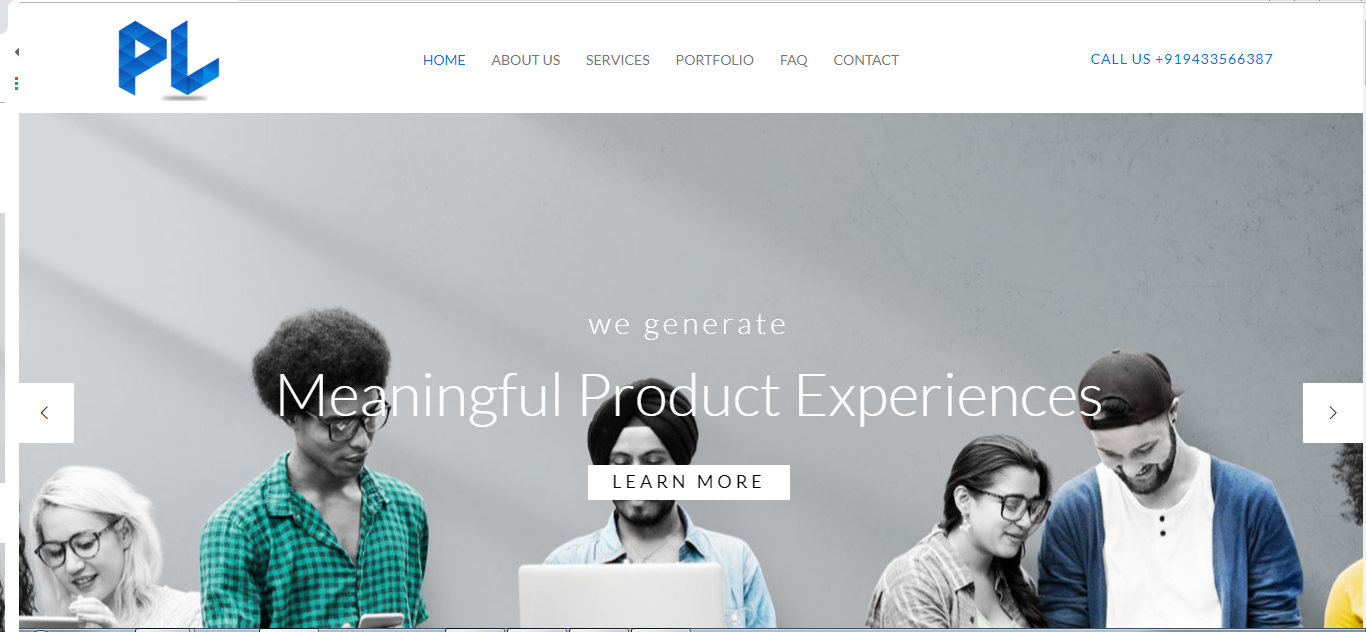 PL
HOME ABOUT US SERVICES PORTFOLIO FAQ CONTACT
CALL US +919433566387
we generate
Meaningful Product Experiences
LEARN MORE